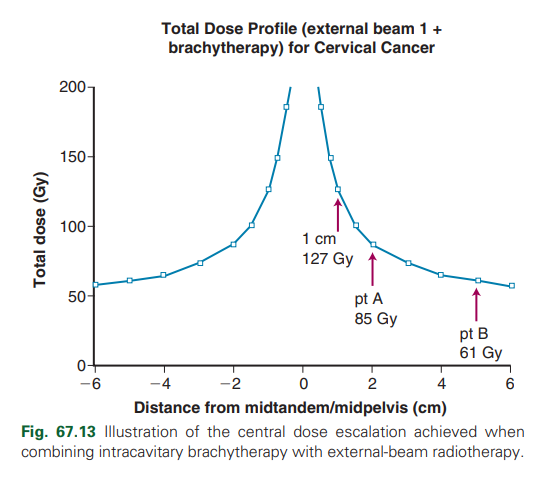 Total Dose Profile (external beam 1 +
brachytherapy) for Cervical Cancer
Total dose (Gy)
200
150
100
50
0
1 cm
127 Gy
pt A
85 Gy
pt B
61 Gy
−6
−4
−2
0
2
4
6
Distance from midtandem/midpelvis (cm)
Fig. 67.13 Illustration of the central dose escalation achieved when
combining intracavitary brachytherapy with external-beam radiotherapy.